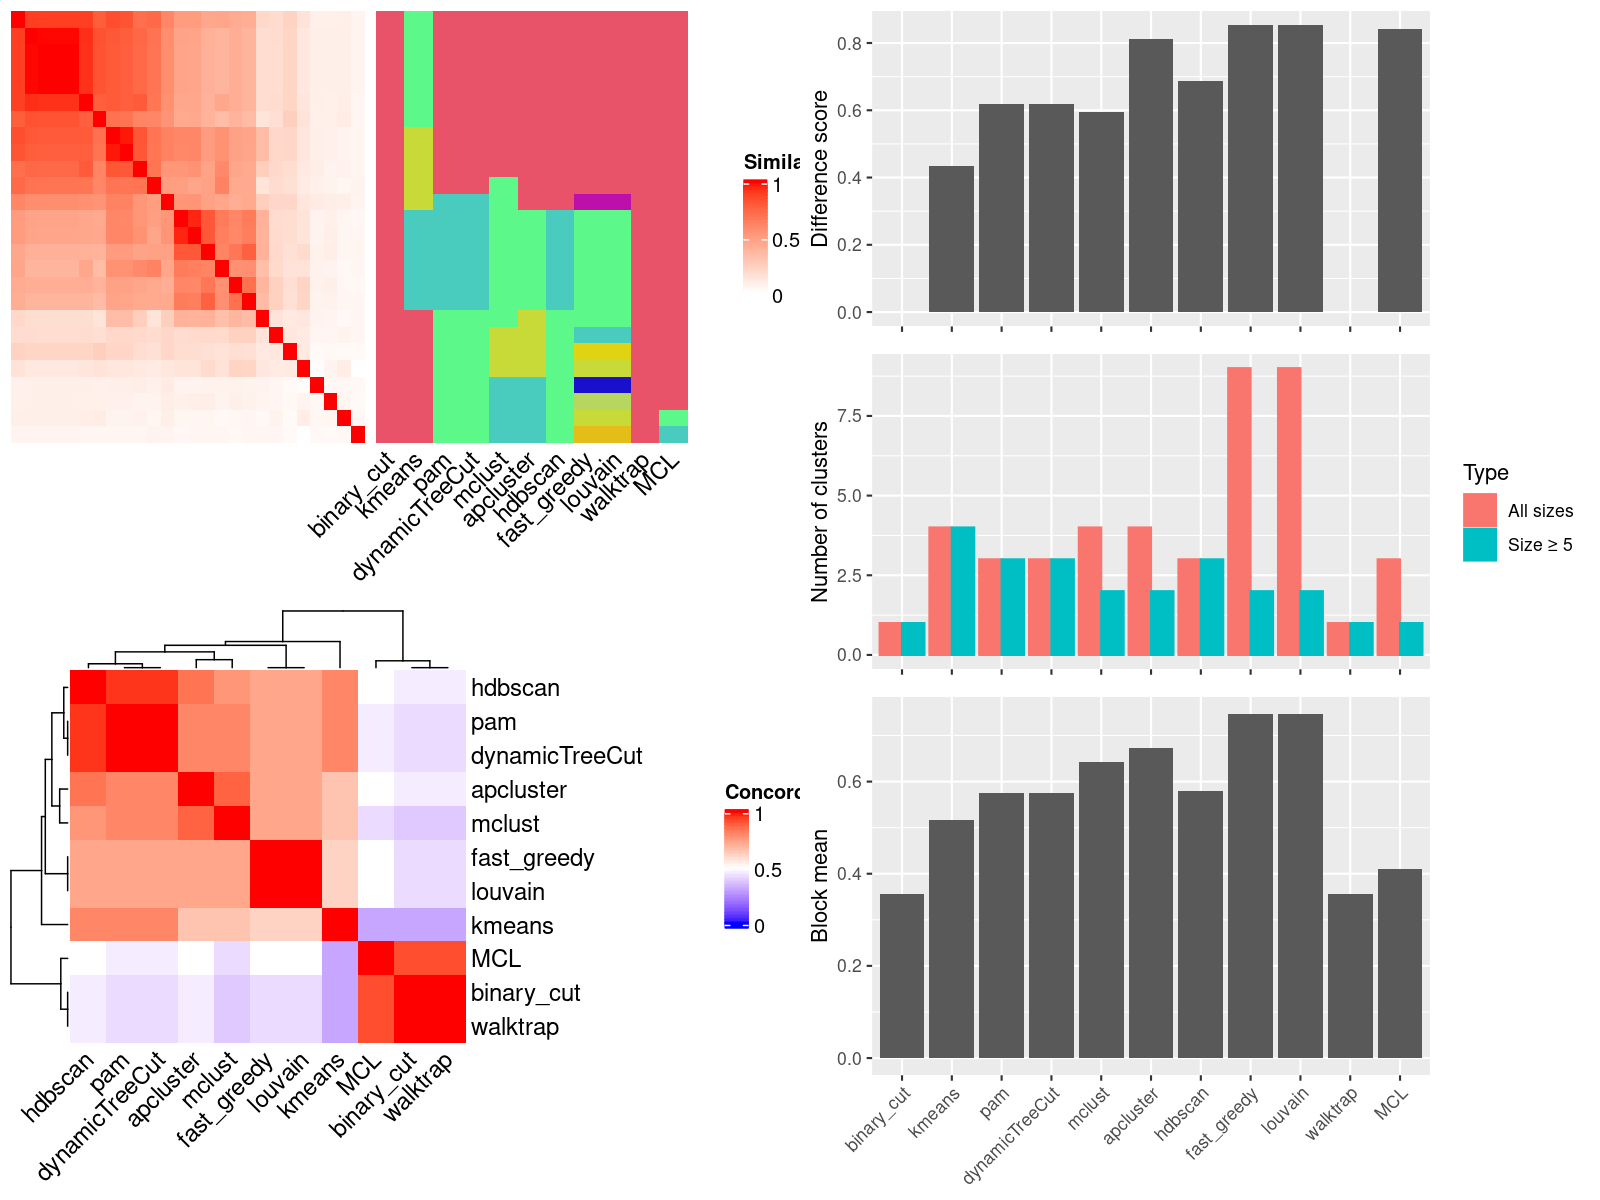 Simila
1
0.5
0
binary_cut
kmeans
pam
dynamicTreeCut
mclust
apcluster
hdbscan
fast_greedy
louvain
walktrap
MCL
hdbscan
pam
dynamicTreeCut
apcluster
mclust
fast_greedy
louvain
kmeans
MCL
binary_cut
walktrap
Concord
1
0.5
0
hdbscan
pam
dynamicTreeCut
apcluster
mclust
fast_greedy
louvain
kmeans
MCL
binary_cut
walktrap
Difference score
0.8
0.6
0.4
0.2
0.0
Number of clusters
7.5
5.0
2.5
0.0
Type
All sizes
Size ≥ 5
Block mean
0.6
0.4
0.2
0.0
binary_cut
kmeans
pam
dynamicTreeCut
mclust
apcluster
hdbscan
fast_greedy
louvain
walktrap
MCL